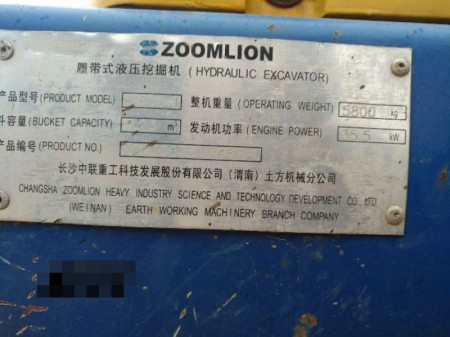 ZOOMLION
履带式液压挖掘机 (HYDRAULIC EXCAVATOR)
产品型号(PRODUCT MODEL) 整机重量(OPERATING WEIGHT) 5800 kg
斗容量(BUCKET CAPACITY) m³ 发动机功率(ENGINE POWER) 35.5 kW
产品编号(PRODUCT NO.)
长沙中联重工科技发展股份有限公司(渭南)土方机械分公司
CHANGSHA ZOOMLION HEAVY INDUSTRY SCIENCE AND TECHNOLOGY DEVELOPMENT CO., LTD
(WEINAN) EARTH WORKING MACHINERY BRANCH COMPANY